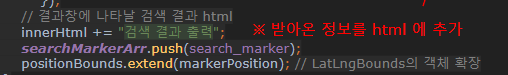 });
// 결과창에 나타날 검색 결과 html
innerHtml += "검색 결과 출력"; ※ 받아온 정보를 html 에 추가
searchMarkerArr.push(search_marker);
positionBounds.extend(markerPosition); // LatLngBounds의 객체 확장